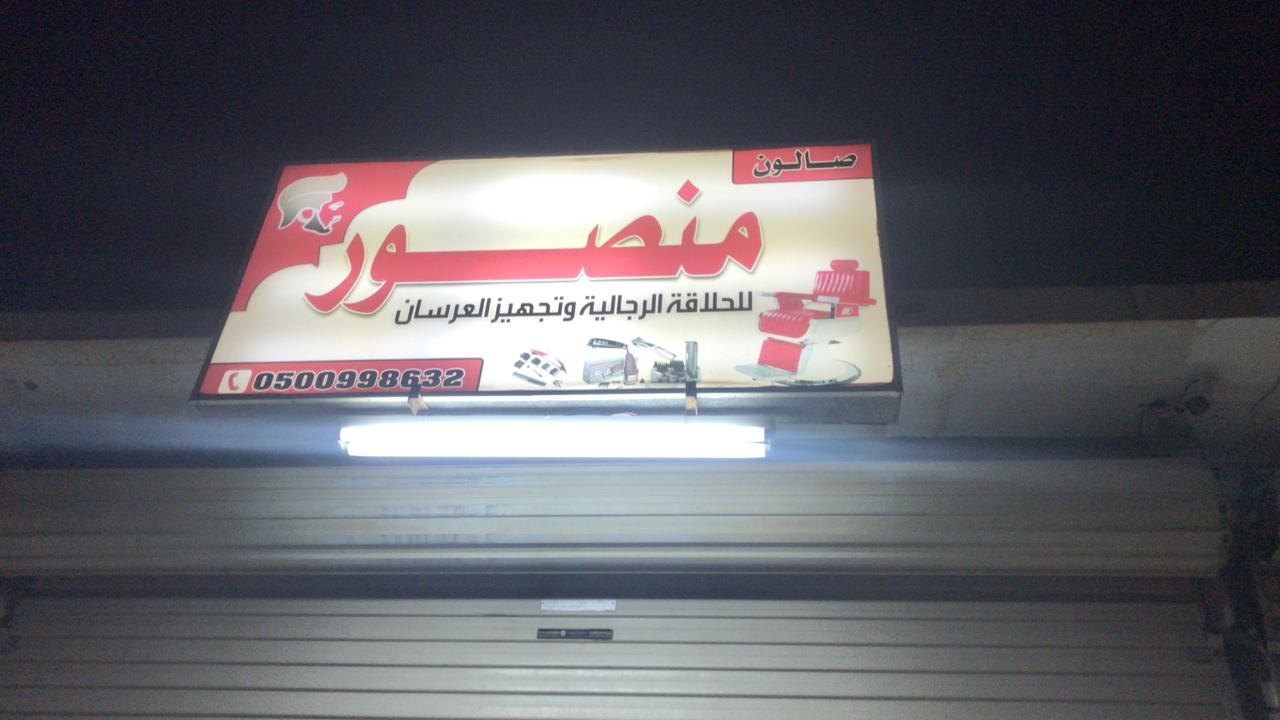 صالون
منصور
للحلاقة الرجالية وتجهيز العرسان
0500998632